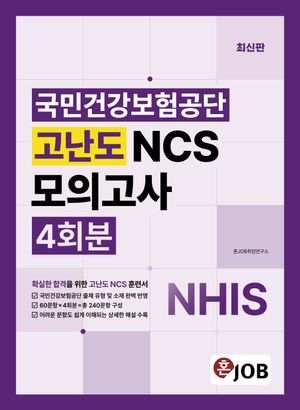 최신판
국민건강보험공단
고난도 NCS
모의고사
4회분
혼JOB취업연구소
확실한 합격을 위한 고난도 NCS 훈련서
국민건강보험공단 출제 유형 및 소재 완벽 반영
60문항×4회분=총 240문항 구성
어려운 문항도 쉽게 이해되는 상세한 해설 수록
NHIS
혼JOB